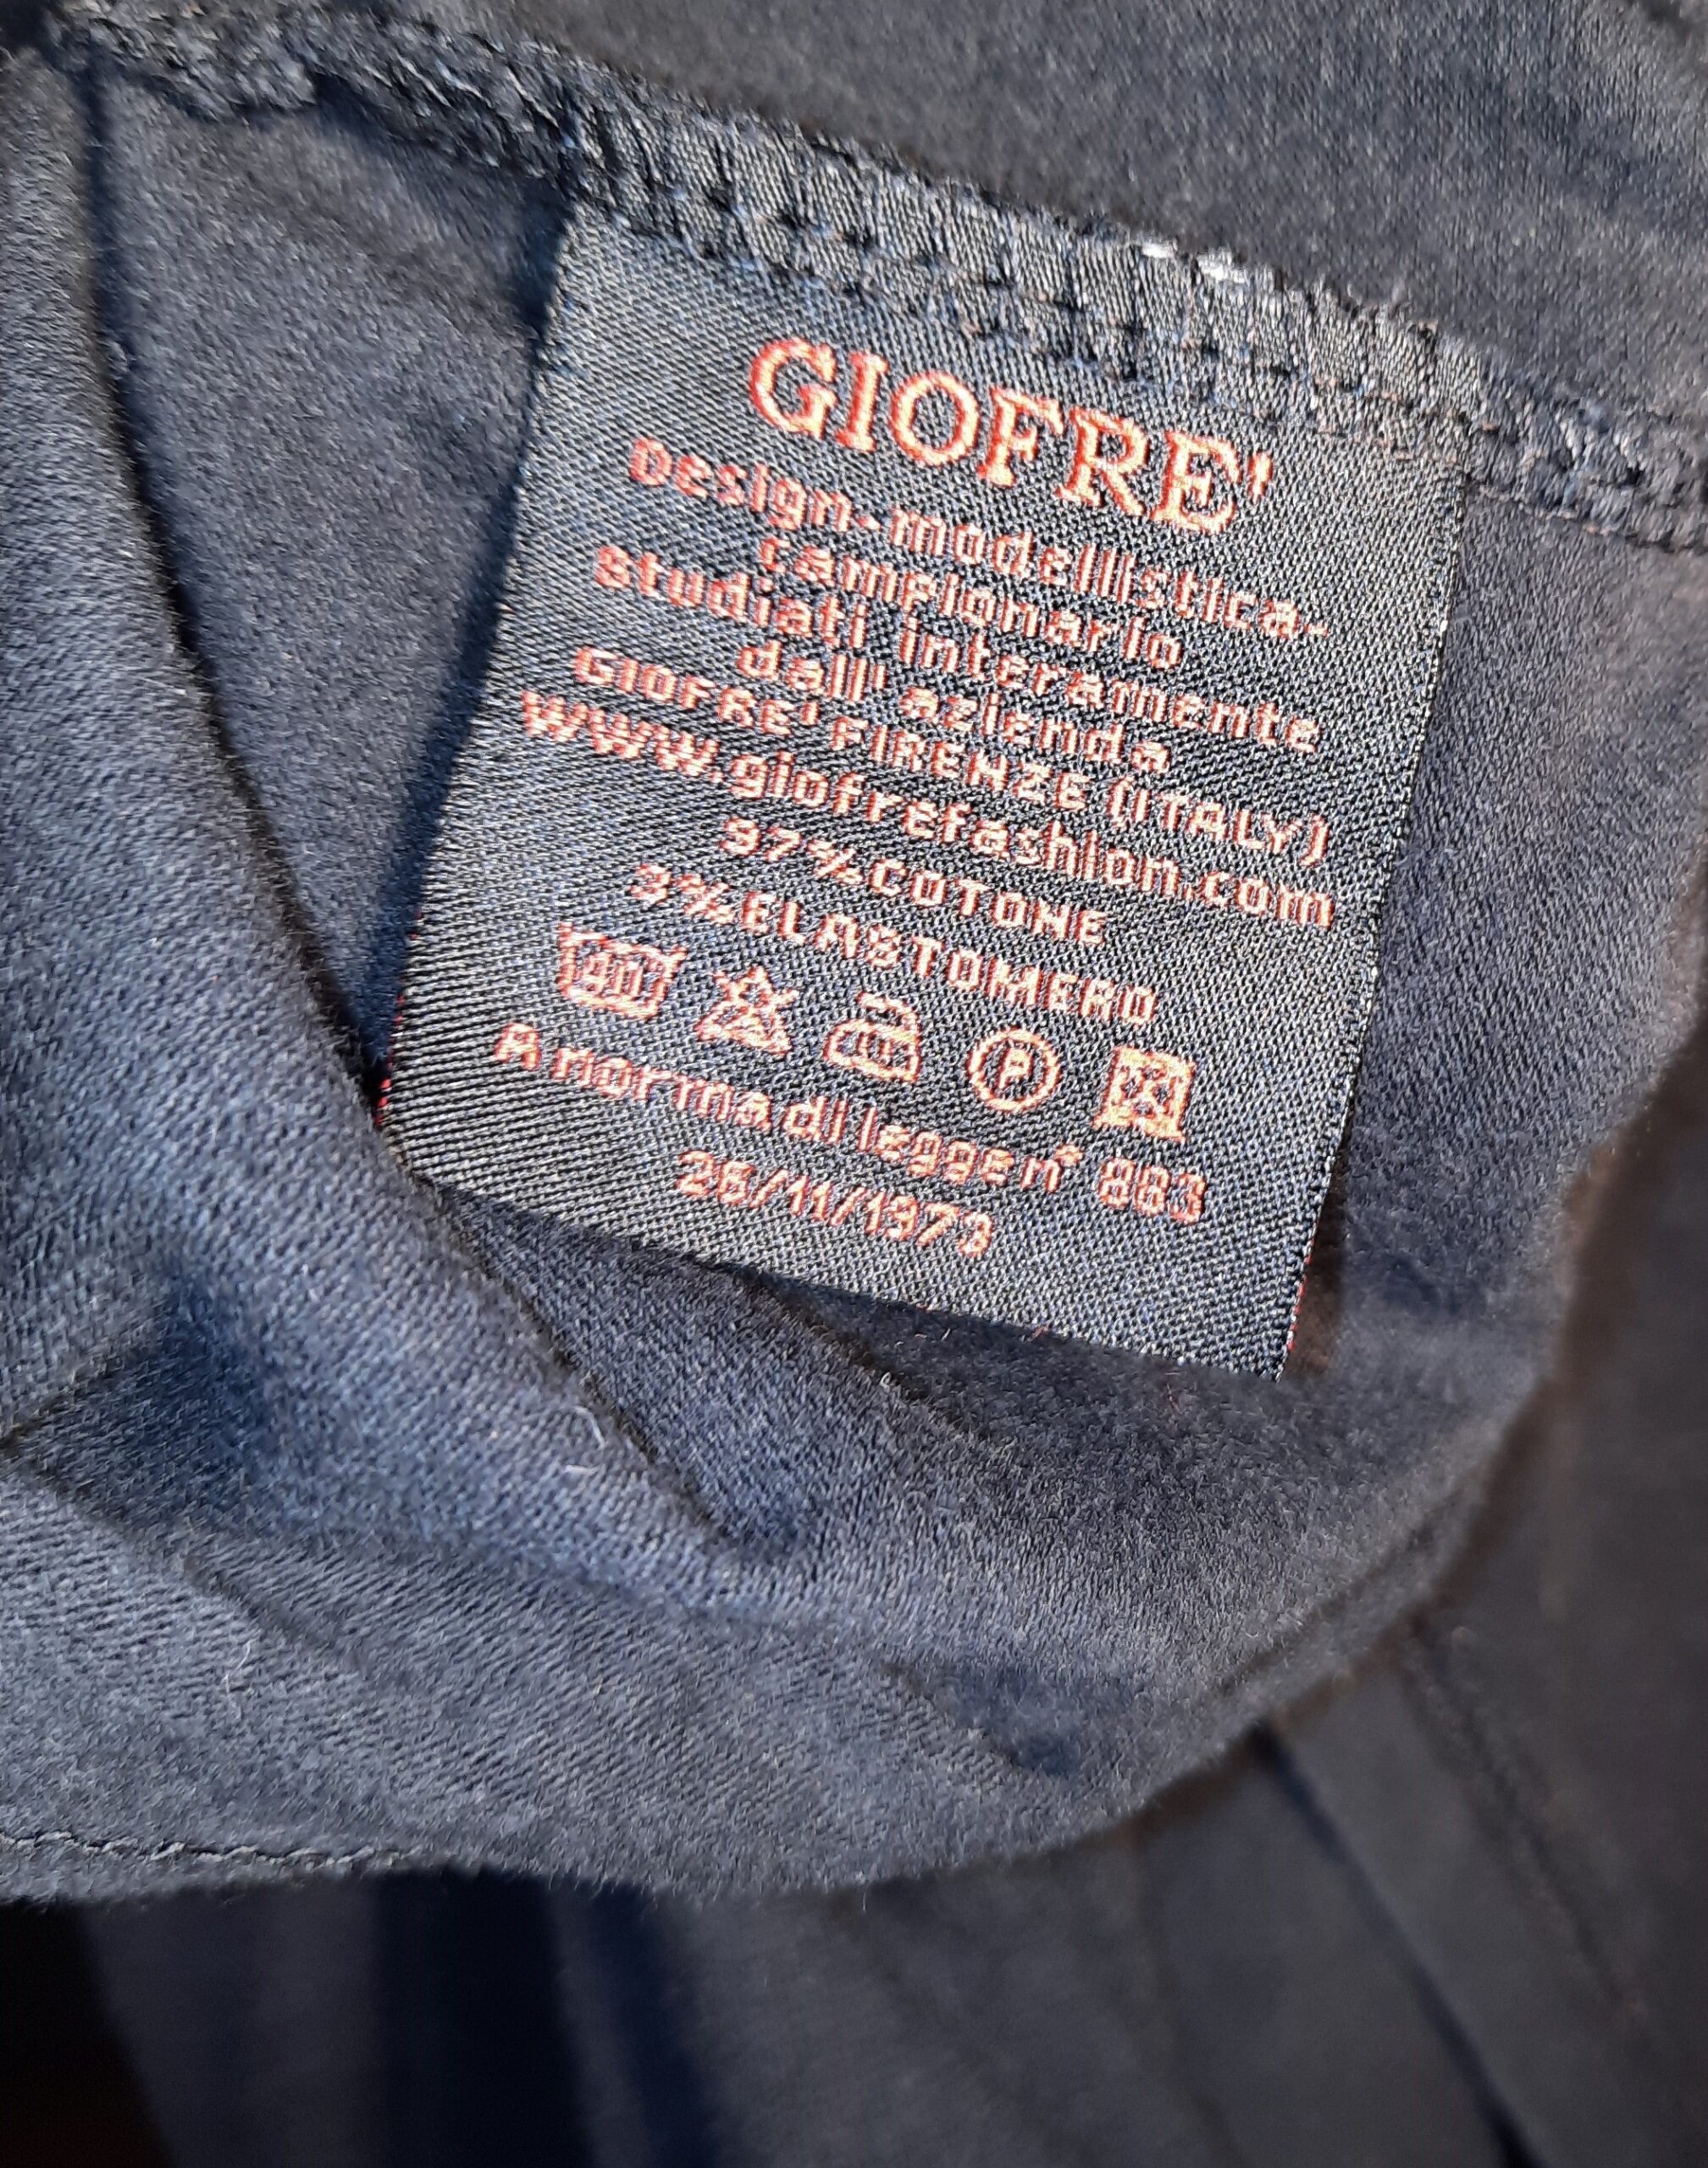 GIOFRE'
Design-modellistica-
campionario
Studiati interamente
dall' azienda
GIOFRE' FIRENZE (ITALY)
WWW.giofrefashion.com
97%COTONE
3%ELASTOMERO
40 P
A norma di legge n° 883
26/11/1973